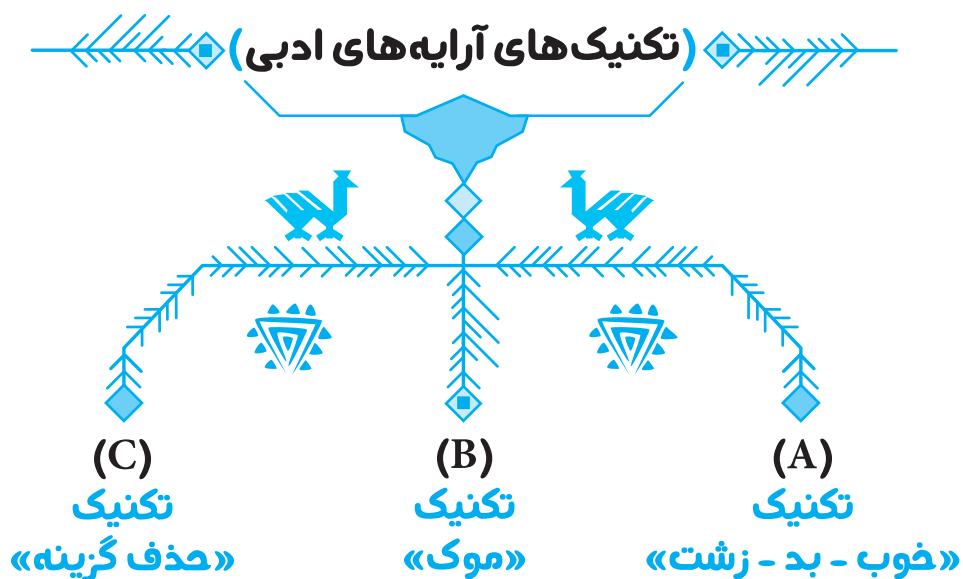 (تکنیک‌های آرایه‌های ادبی)
(A)
تکنیک
«خوب - بد - زشت»
(B)
تکنیک
«موک»
(C)
تکنیک
«حذف گزینه»